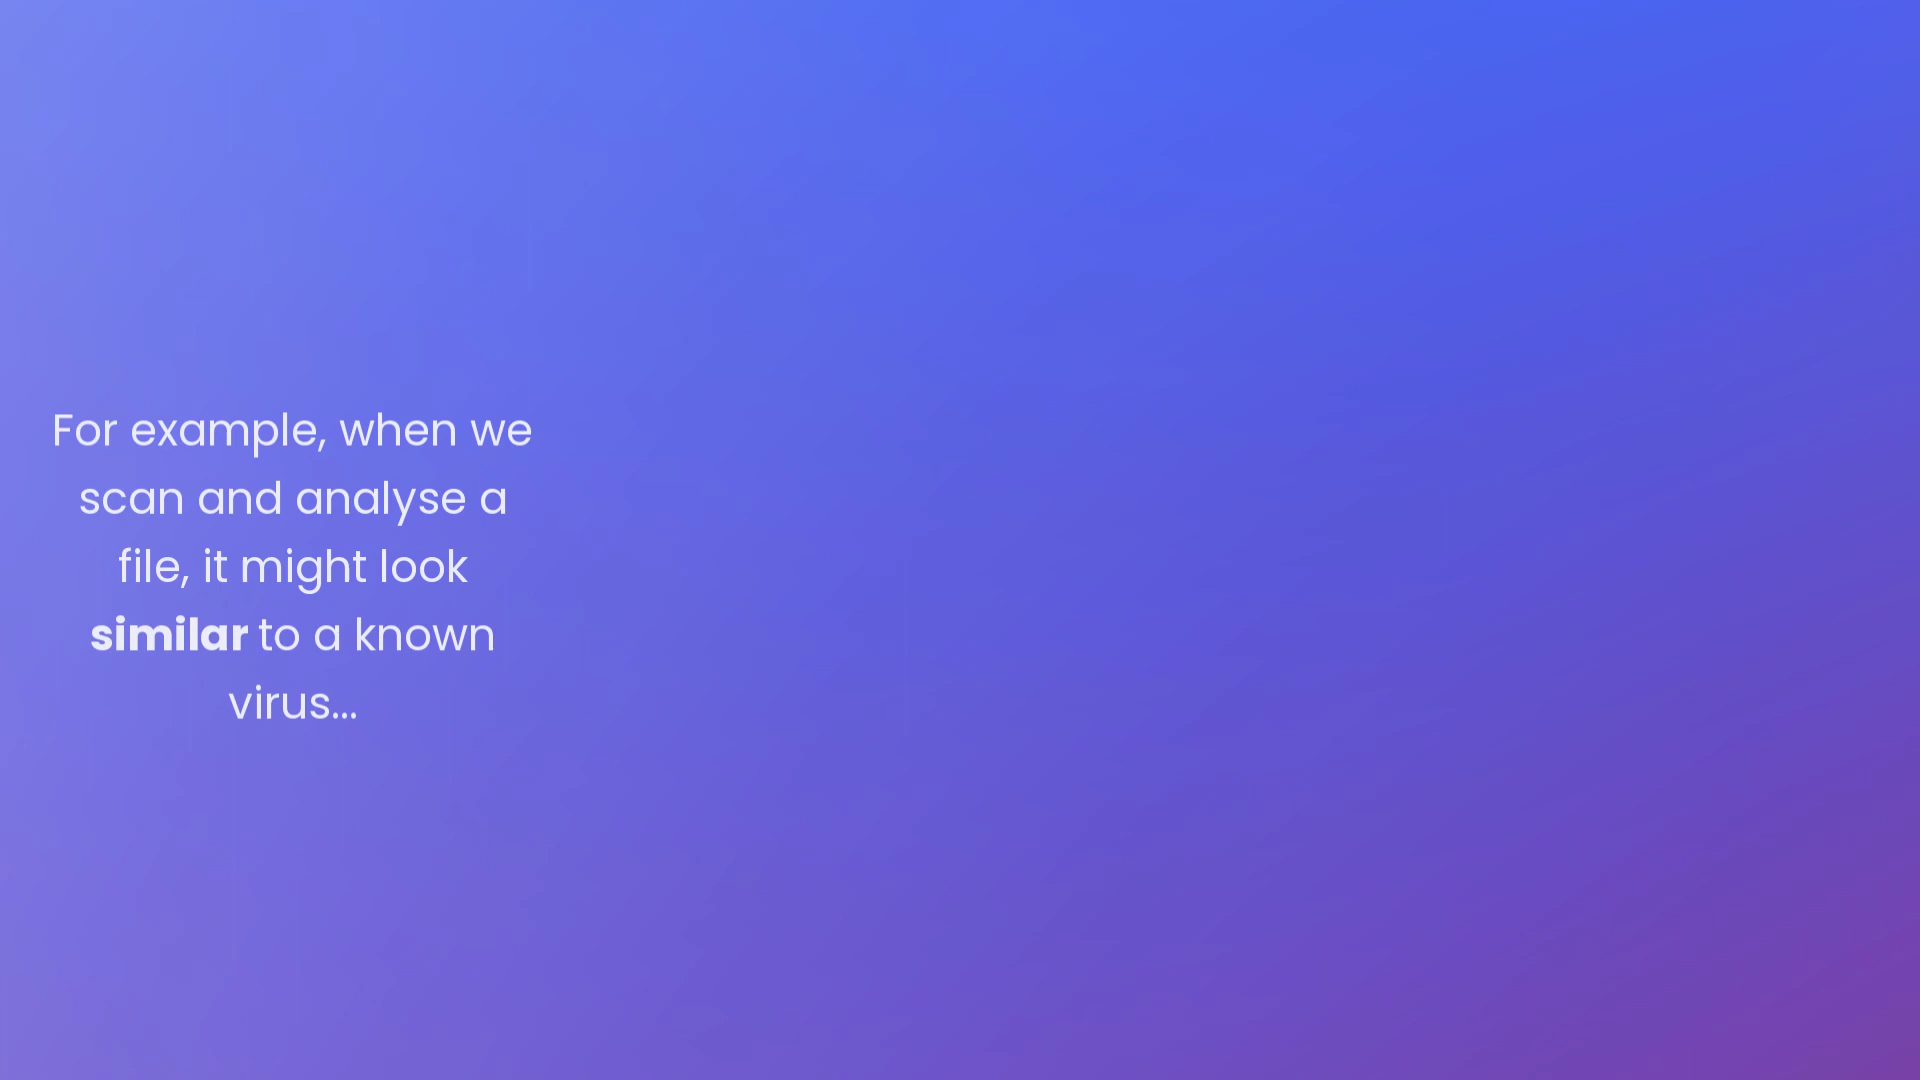 For example, when we
scan and analyse a
file, it might look
similar to a known
virus...